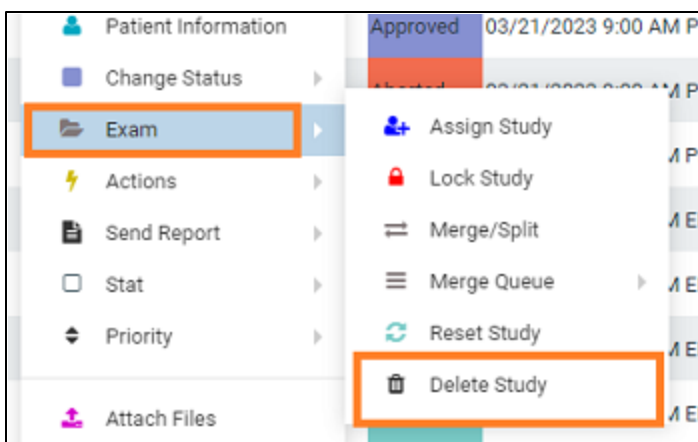 Patient Information
Approved 03/21/2023 9:00 AM P
Change Status
Exam
Actions
Send Report
Stat
Priority
Attach Files
Assign Study
Lock Study
Merge/Split
Merge Queue
Reset Study
Delete Study
M P
M P
M E
M E
M E
M E